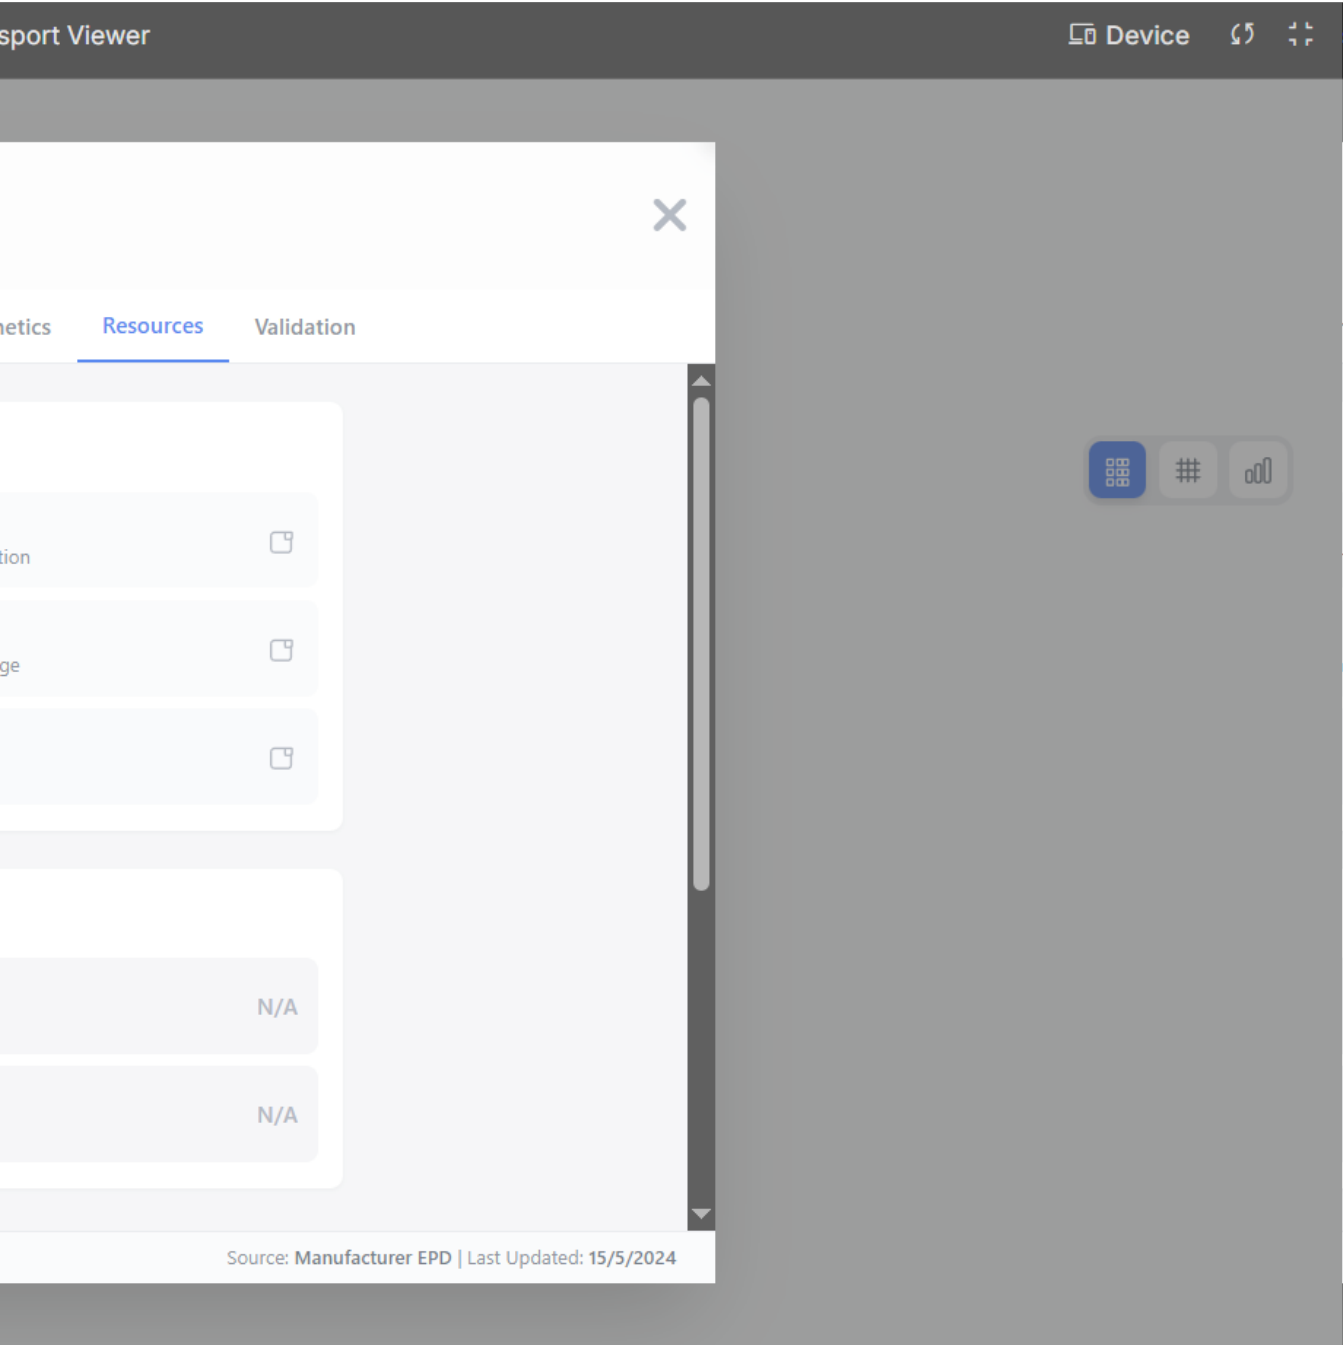 sport Viewer
Device
netics
Resources
Validation
tion
ge
N/A
N/A
Source: Manufacturer EPD | Last Updated: 15/5/2024